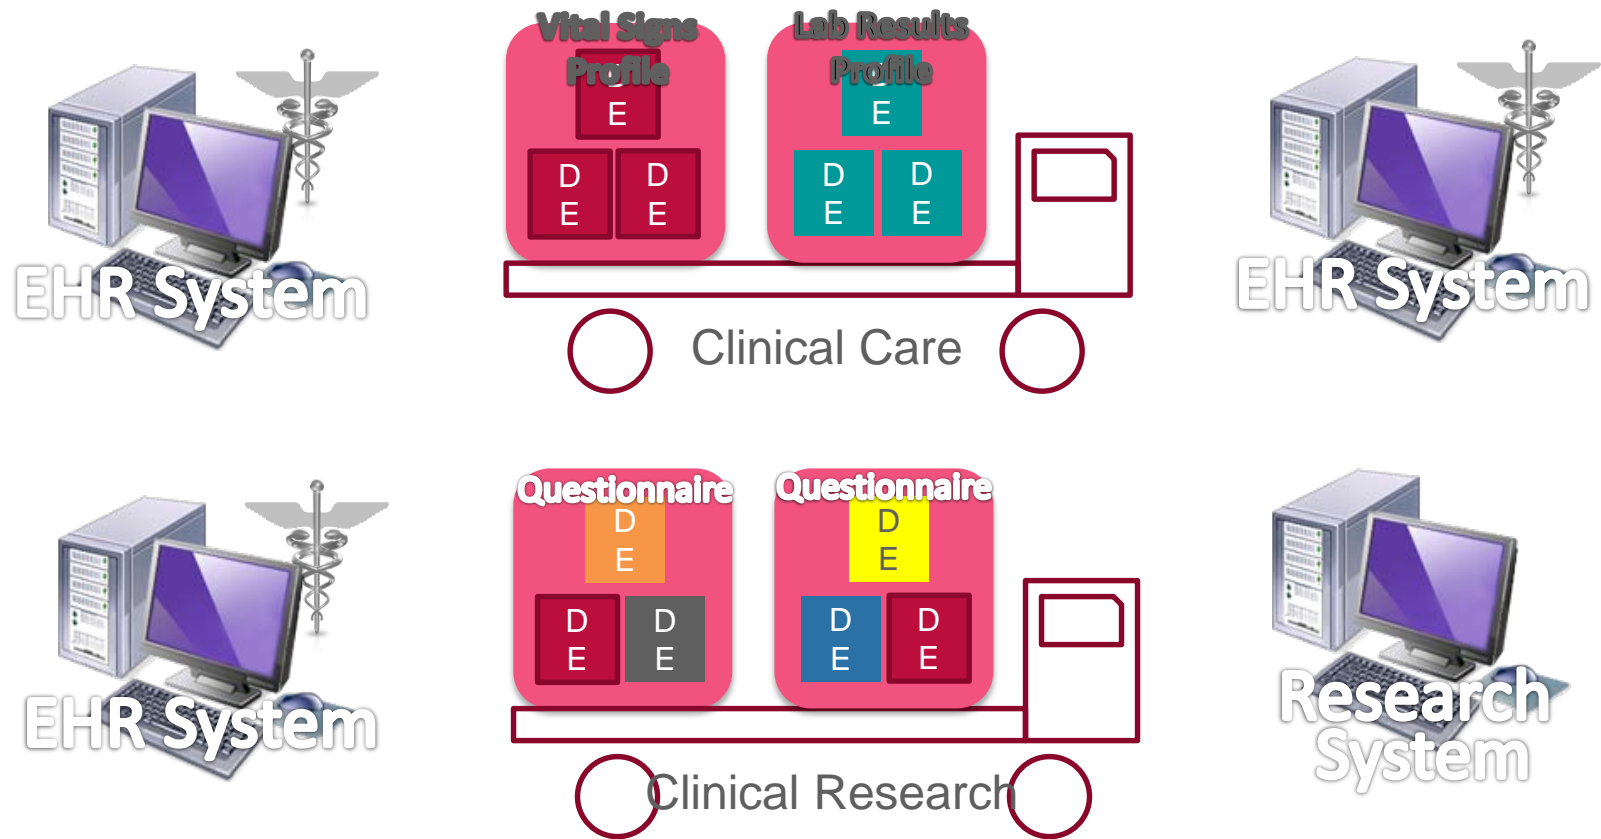 Vital Signs
Profile
E
D
E
D
E
Lab Results
Profile
E
D
E
D
E
EHR System
EHR System
Clinical Care
Questionnaire
D
E
D
E
D
E
Questionnaire
D
E
D
E
D
E
EHR System
Research
System
Clinical Research